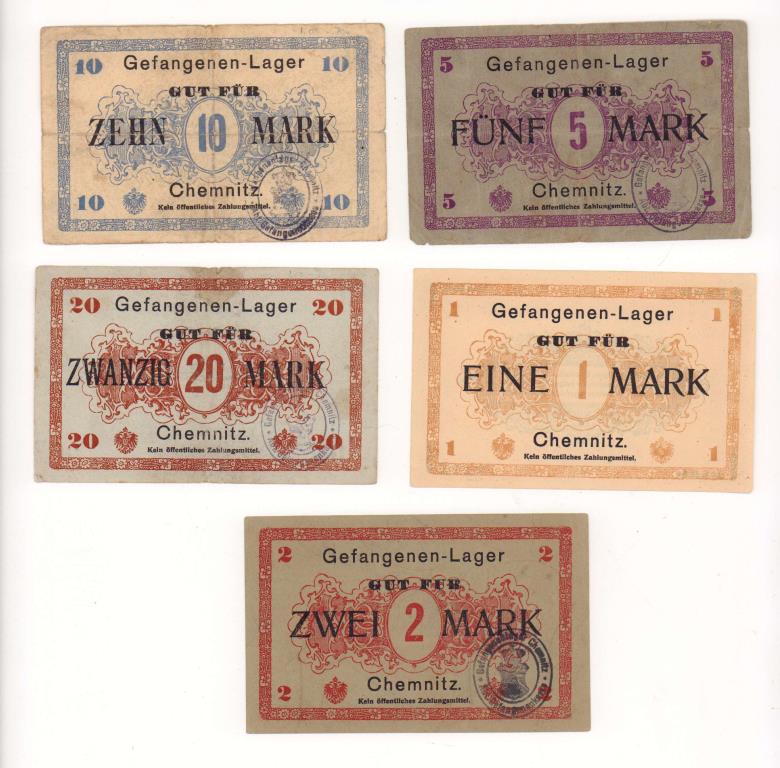 10 Gefangenen-Lager 10
GUT FÜR
ZEHN 10 MARK
Chemnitz.
10 Kein öffentliches Zahlungsmittel. 10
5 Gefangenen-Lager 5
GUT FÜR
FÜNF 5 MARK
Chemnitz.
5 Kein öffentliches Zahlungsmittel. 5
20 Gefangenen-Lager 20
GUT FÜR
ZWANZIG 20 MARK
20 Chemnitz. 20
Kein öffentliches Zahlungsmittel.
1 Gefangenen-Lager 1
GUT FÜR
EINE 1 MARK
Chemnitz.
1 Kein öffentliches Zahlungsmittel. 1
2 Gefangenen-Lager 2
GUT FÜR
ZWEI 2 MARK
Chemnitz.
2 Kein öffentliches Zahlungsmittel. 2